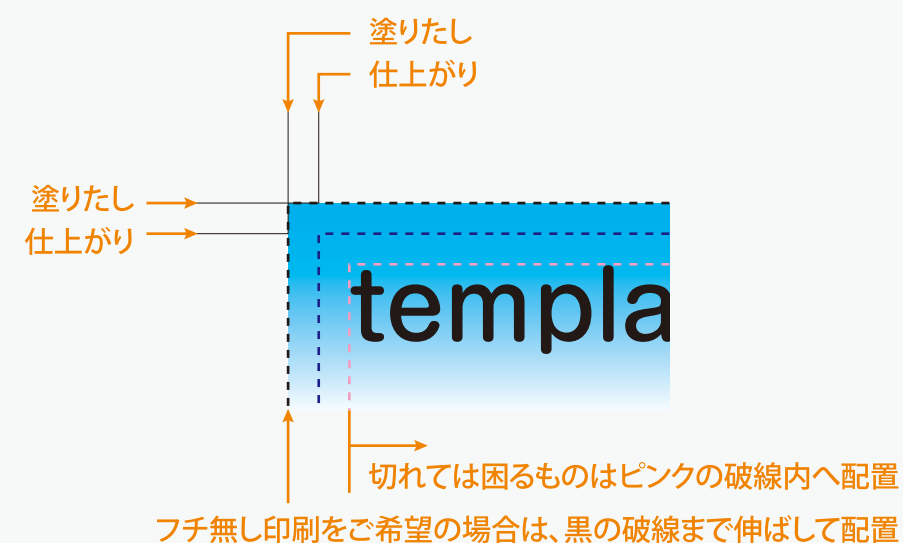 塗りたし
仕上がり
塗りたし
仕上がり
templa
切れては困るものはピンクの破線内へ配置
フチ無し印刷をご希望の場合は、黒の破線まで伸ばして配置